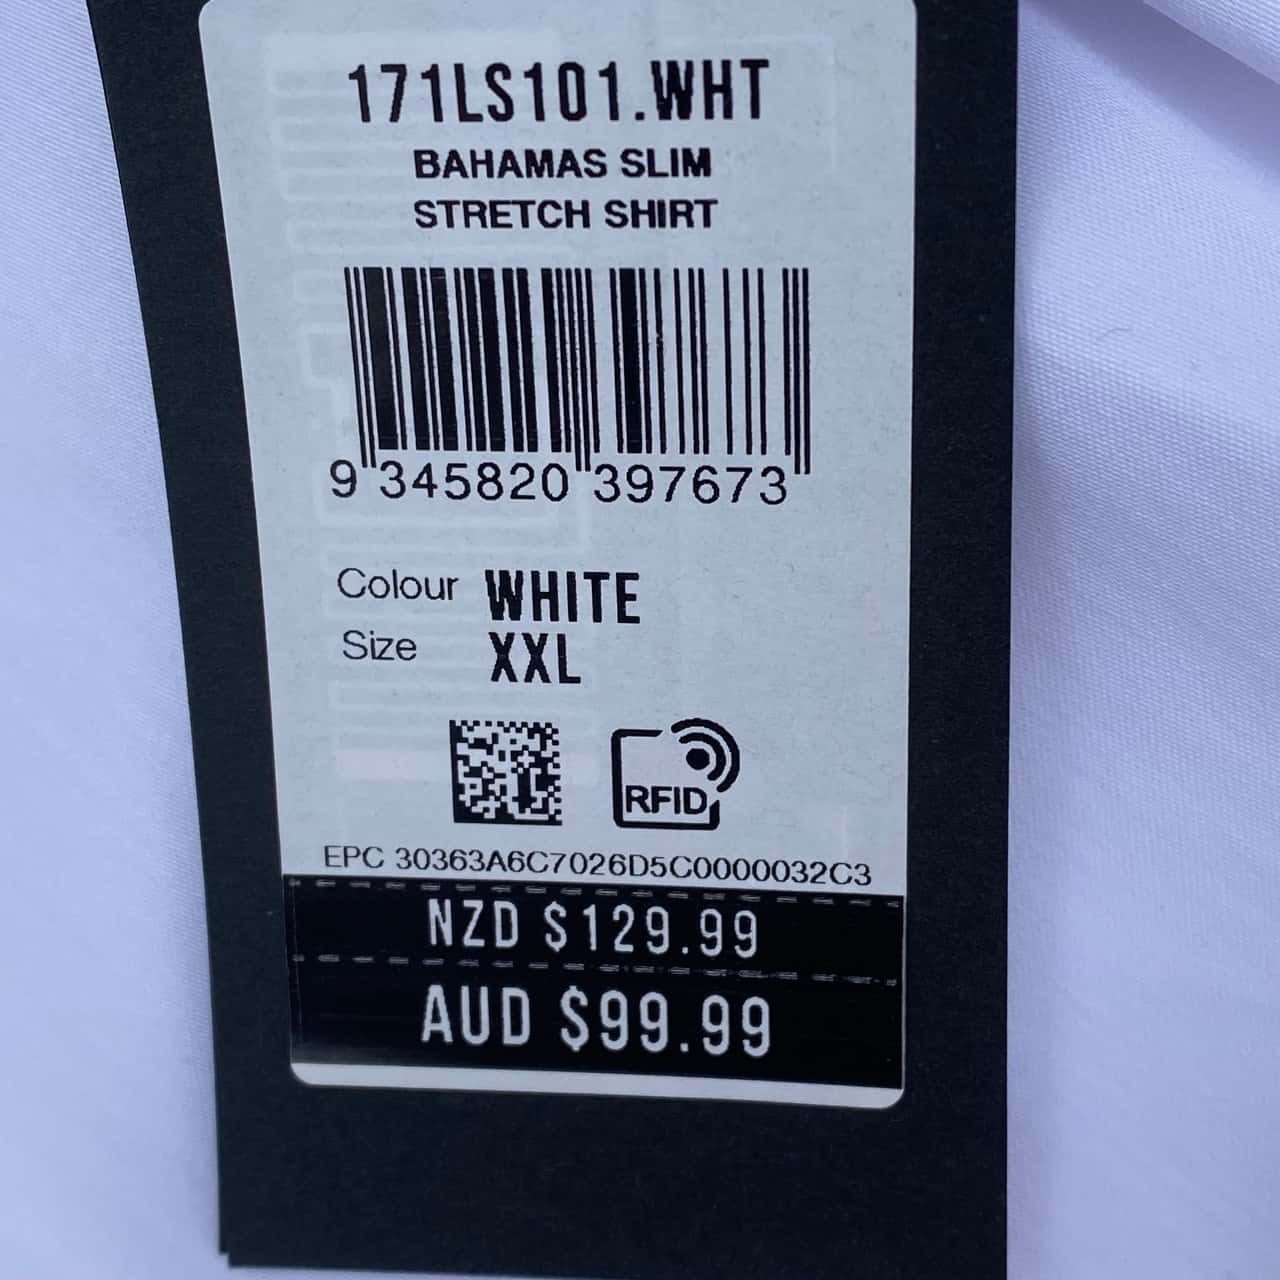 171LS101.WHT
BAHAMAS SLIM
STRETCH SHIRT
9 345820 397673
Colour WHITE
Size XXL
RFID
EPC 30363A6C7026D5C0000032C3
NZD $129.99
AUD $99.99